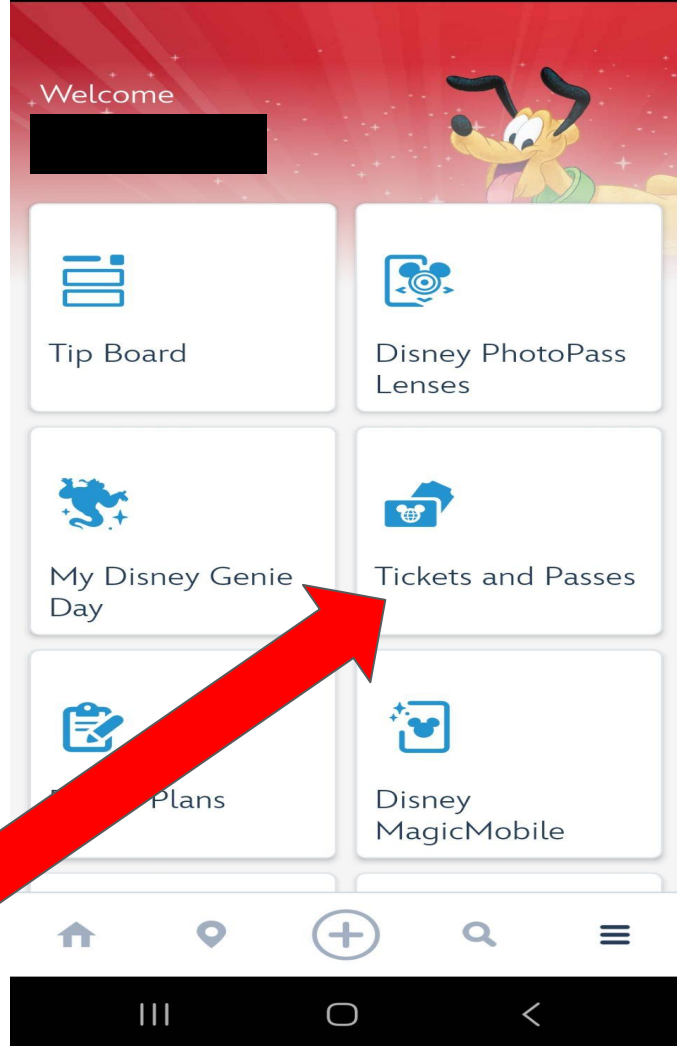 Welcome
Tip Board
Disney PhotoPass
Lenses
My Disney Genie
Day
Tickets and Passes
Plans
Disney
MagicMobile